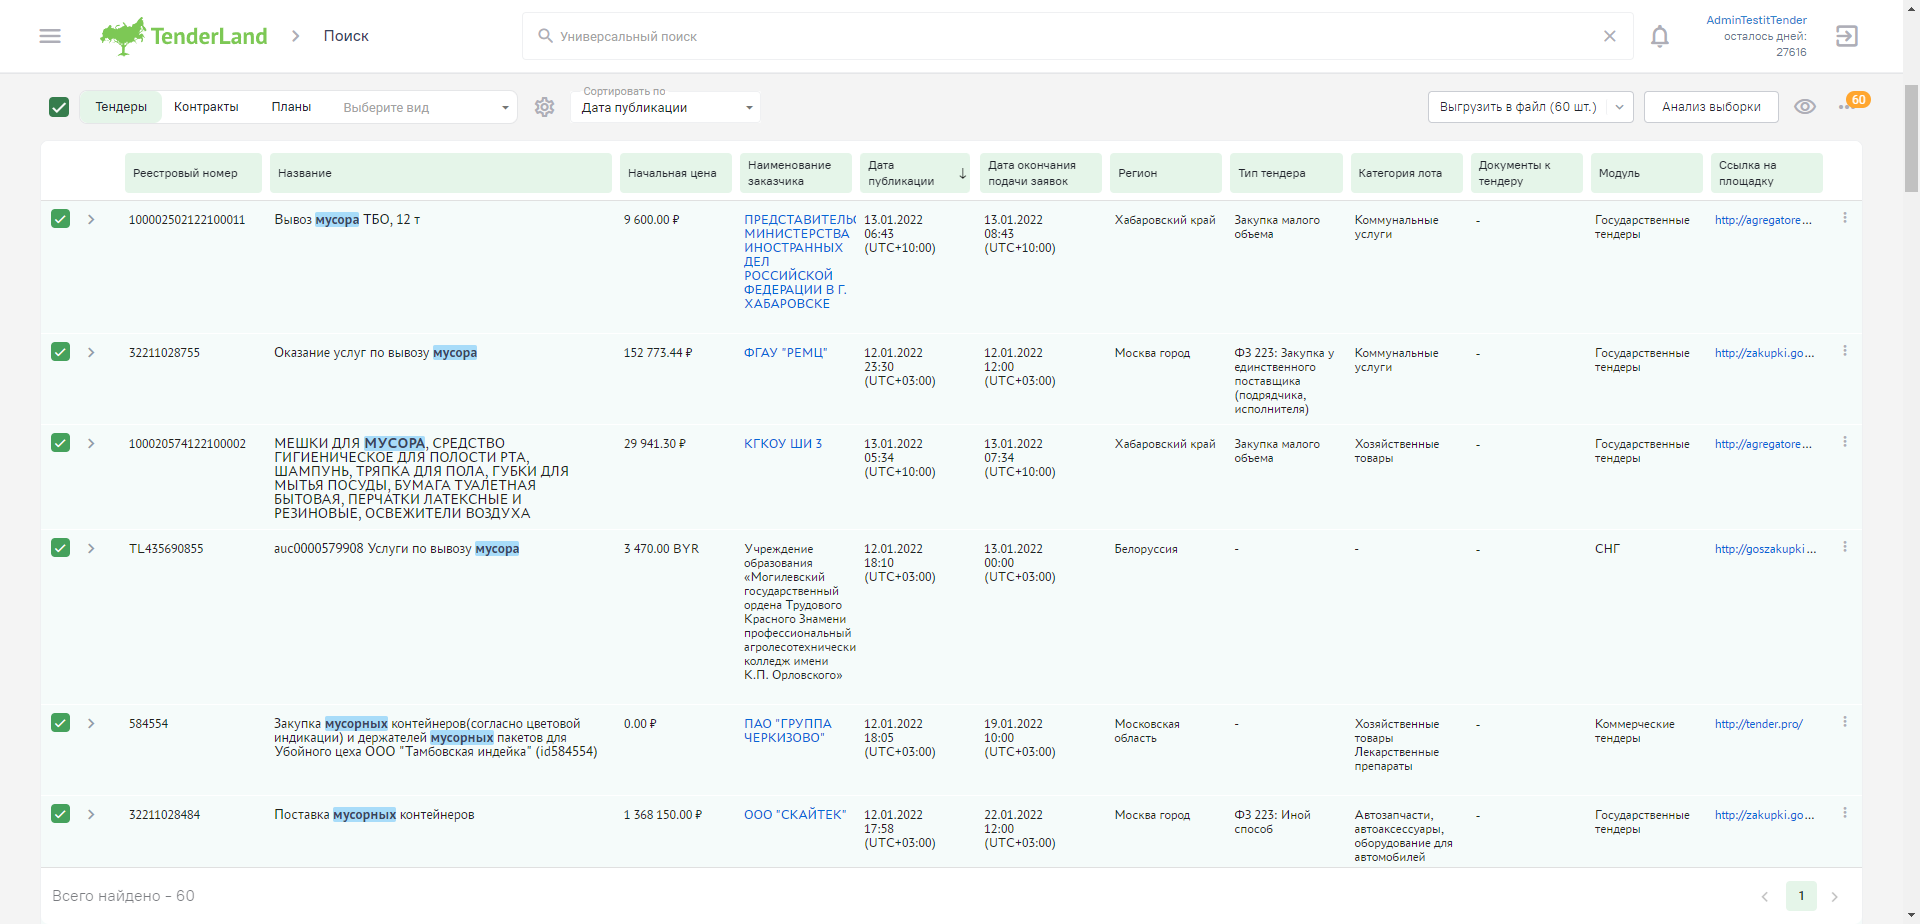 TenderLand
Поиск
Универсальный поиск
AdminTestitTender
осталось дней:
27616
Тендеры
Контракты
Планы
Выберите вид
Сортировать по
Дата публикации
Выгрузить в файл (60 шт.)
Анализ выборки
60
Реестровый номер
Название
Начальная цена
Наименование
заказчика
Дата
публикации
Дата окончания
подачи заявок
Регион
Тип тендера
Категория лота
Документы к
тендеру
Модуль
Ссылка на
площадку
100002502122100011
Вывоз мусора ТБО, 12 т
9 600.00 ₽
ПРЕДСТАВИТЕЛЬС
МИНИСТЕРСТВА
ИНОСТРАННЫХ
ДЕЛ
РОССИЙСКОЙ
ФЕДЕРАЦИИ В Г.
ХАБАРОВСКЕ
13.01.2022
06:43
(UTC+10:00)
13.01.2022
08:43
(UTC+10:00)
Хабаровский край
Закупка малого
объема
Коммунальные
услуги
-
Государственные
тендеры
http://agregatore...
32211028755
Оказание услуг по вывозу мусора
152 773.44 ₽
ФГАУ "РЕМЦ"
12.01.2022
23:30
(UTC+03:00)
12.01.2022
12:00
(UTC+03:00)
Москва город
ФЗ 223: Закупка у
единственного
поставщика
(подрядчика,
исполнителя)
Коммунальные
услуги
-
Государственные
тендеры
http://zakupki.go...
100020574122100002
МЕШКИ ДЛЯ МУСОРА, СРЕДСТВО
ГИГИЕНИЧЕСКОЕ ДЛЯ ПОЛОСТИ РТА,
ШАМПУНЬ, ТРЯПКА ДЛЯ ПОЛА, ГУБКИ ДЛЯ
МЫТЬЯ ПОСУДЫ, БУМАГА ТУАЛЕТНАЯ
БЫТОВАЯ, ПЕРЧАТКИ ЛАТЕКСНЫЕ И
РЕЗИНОВЫЕ, ОСВЕЖИТЕЛИ ВОЗДУХА
29 941.30 ₽
КГКОУ ШИ 3
13.01.2022
05:34
(UTC+10:00)
13.01.2022
07:34
(UTC+10:00)
Хабаровский край
Закупка малого
объема
Хозяйственные
товары
-
Государственные
тендеры
http://agregatore...
TL435690855
auc0000579908 Услуги по вывозу мусора
3 470.00 BYR
Учреждение
образования
«Могилевский
государственный
ордена Трудового
Красного Знамени
профессиональный
агролесотехнически
колледж имени
К.П. Орловского»
12.01.2022
18:10
(UTC+03:00)
13.01.2022
00:00
(UTC+03:00)
Белоруссия
-
-
-
СНГ
http://goszakupki...
584554
Закупка мусорных контейнеров(согласно цветовой
индикации) и держателей мусорных пакетов для
Убойного цеха ООО "Тамбовская индейка" (id584554)
0.00 ₽
ПАО "ГРУППА
ЧЕРКИЗОВО"
12.01.2022
18:05
(UTC+03:00)
19.01.2022
10:00
(UTC+03:00)
Московская
область
-
Хозяйственные
товары
Лекарственные
препараты
-
Коммерческие
тендеры
http://tender.pro/
32211028484
Поставка мусорных контейнеров
1 368 150.00 ₽
ООО "СКАЙТЕК"
12.01.2022
17:58
(UTC+03:00)
22.01.2022
12:00
(UTC+03:00)
Москва город
ФЗ 223: Иной
способ
Автозапчасти,
автоаксессуары,
оборудование для
автомобилей
-
Государственные
тендеры
http://zakupki.go...
Всего найдено - 60
1